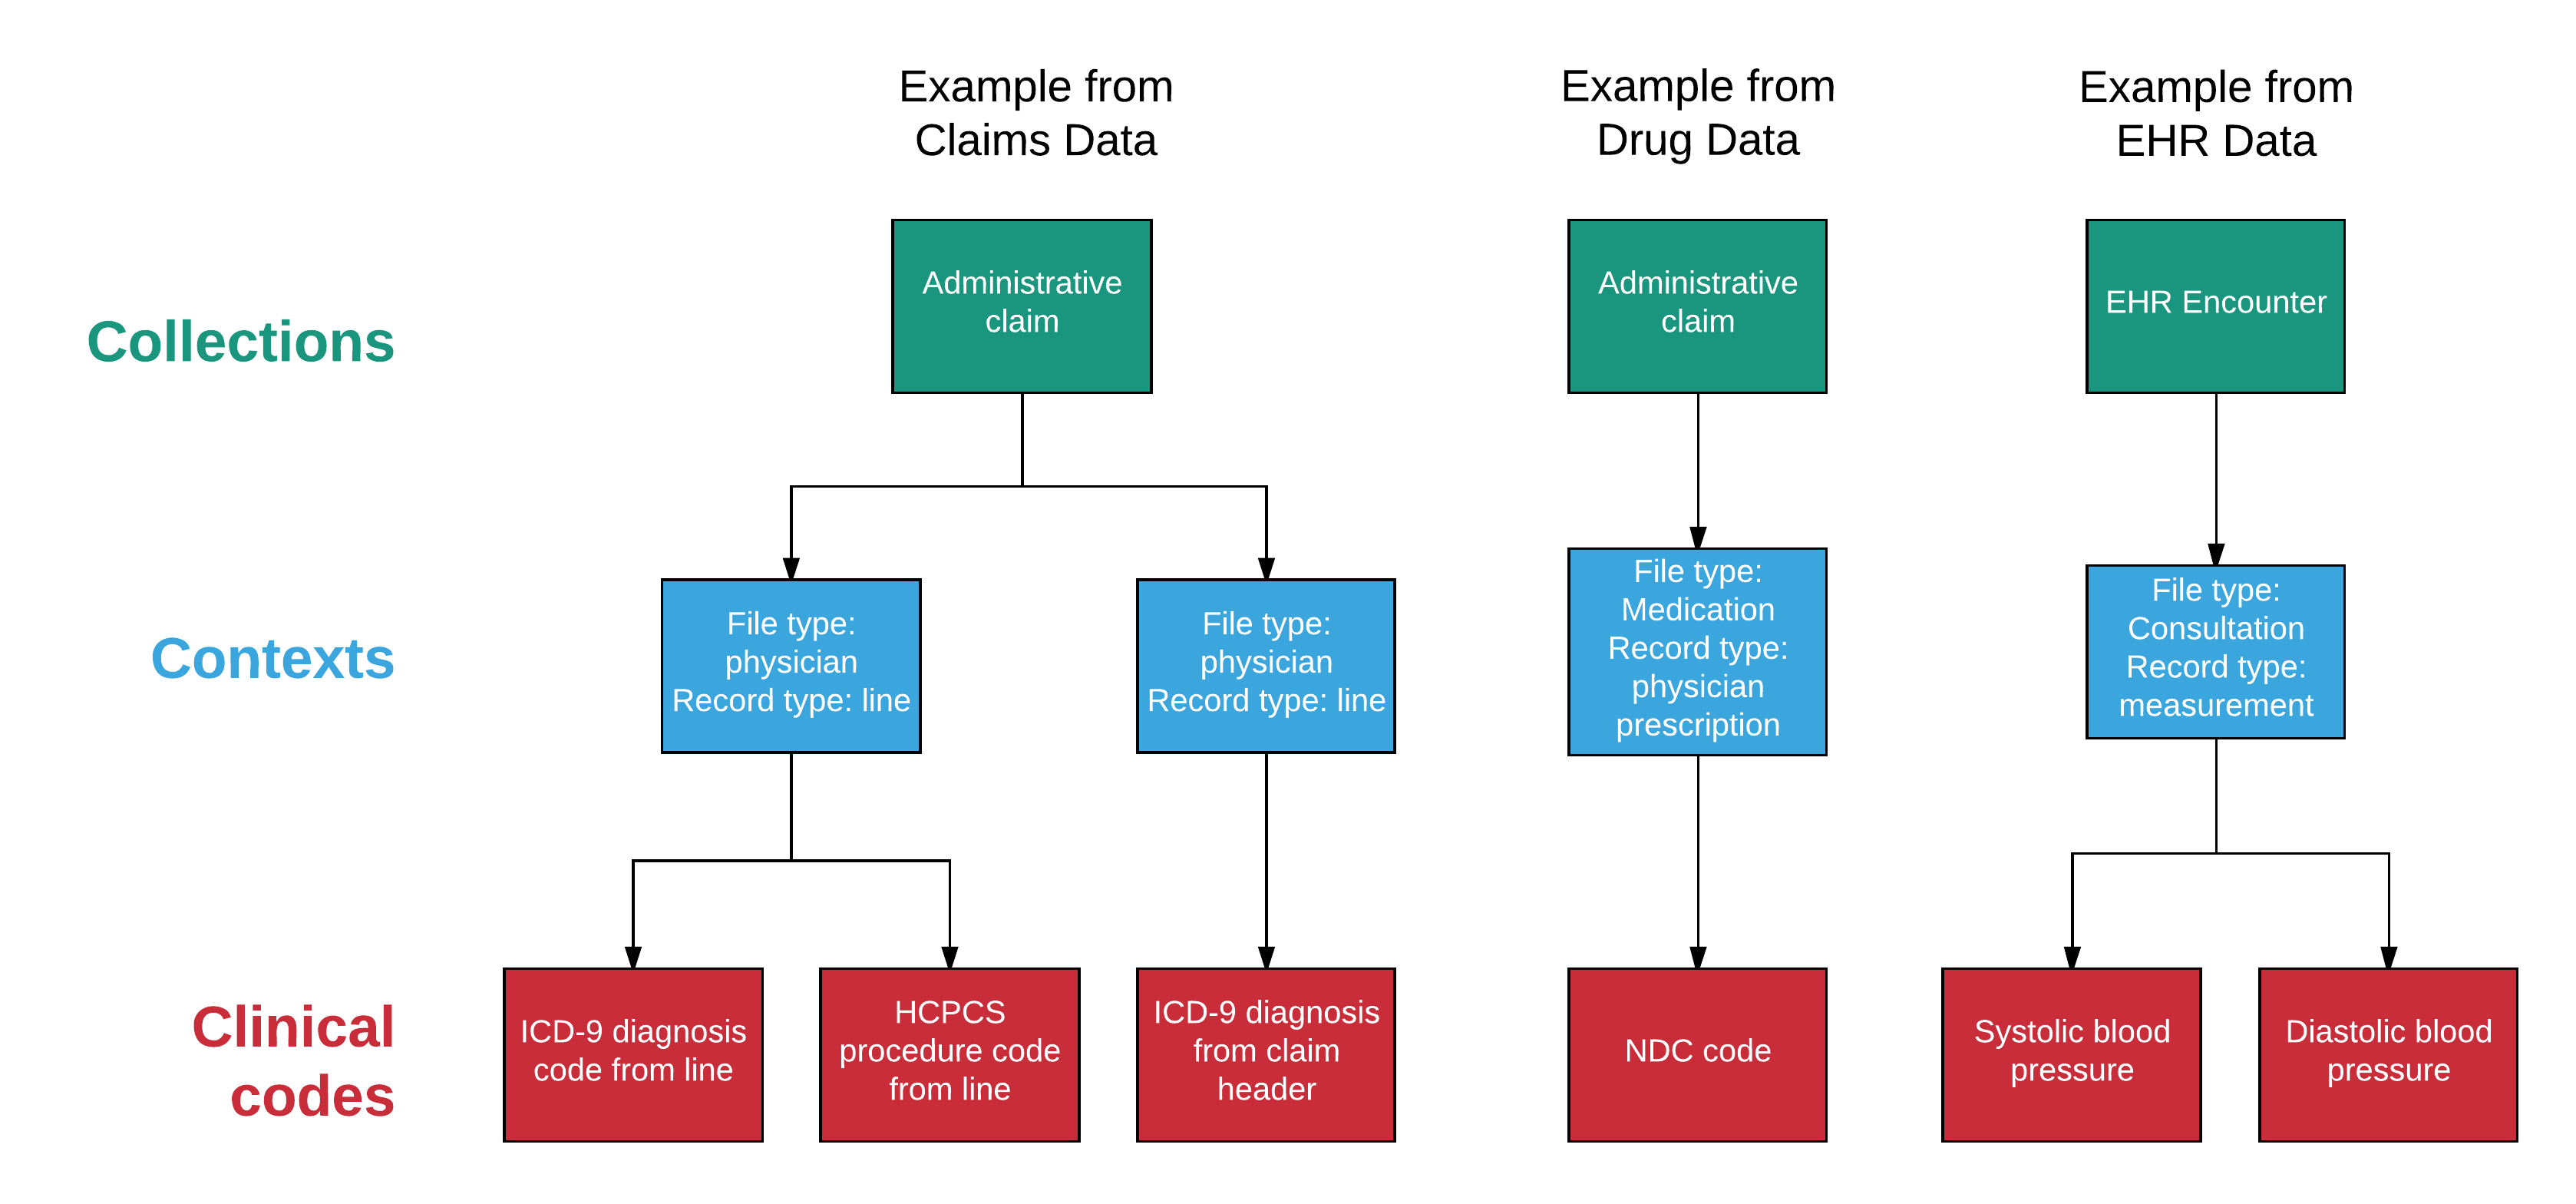 Example from
Claims Data
Example from
Drug Data
Example from
EHR Data
Collections
Administrative
claim
Administrative
claim
EHR Encounter
Contexts
File type:
physician
Record type: line
File type:
physician
Record type: line
File type:
Medication
Record type:
physician
prescription
File type:
Consultation
Record type:
measurement
Clinical
codes
ICD-9 diagnosis
code from line
HCPCS
procedure code
from line
ICD-9 diagnosis
from claim
header
NDC code
Systolic blood
pressure
Diastolic blood
pressure